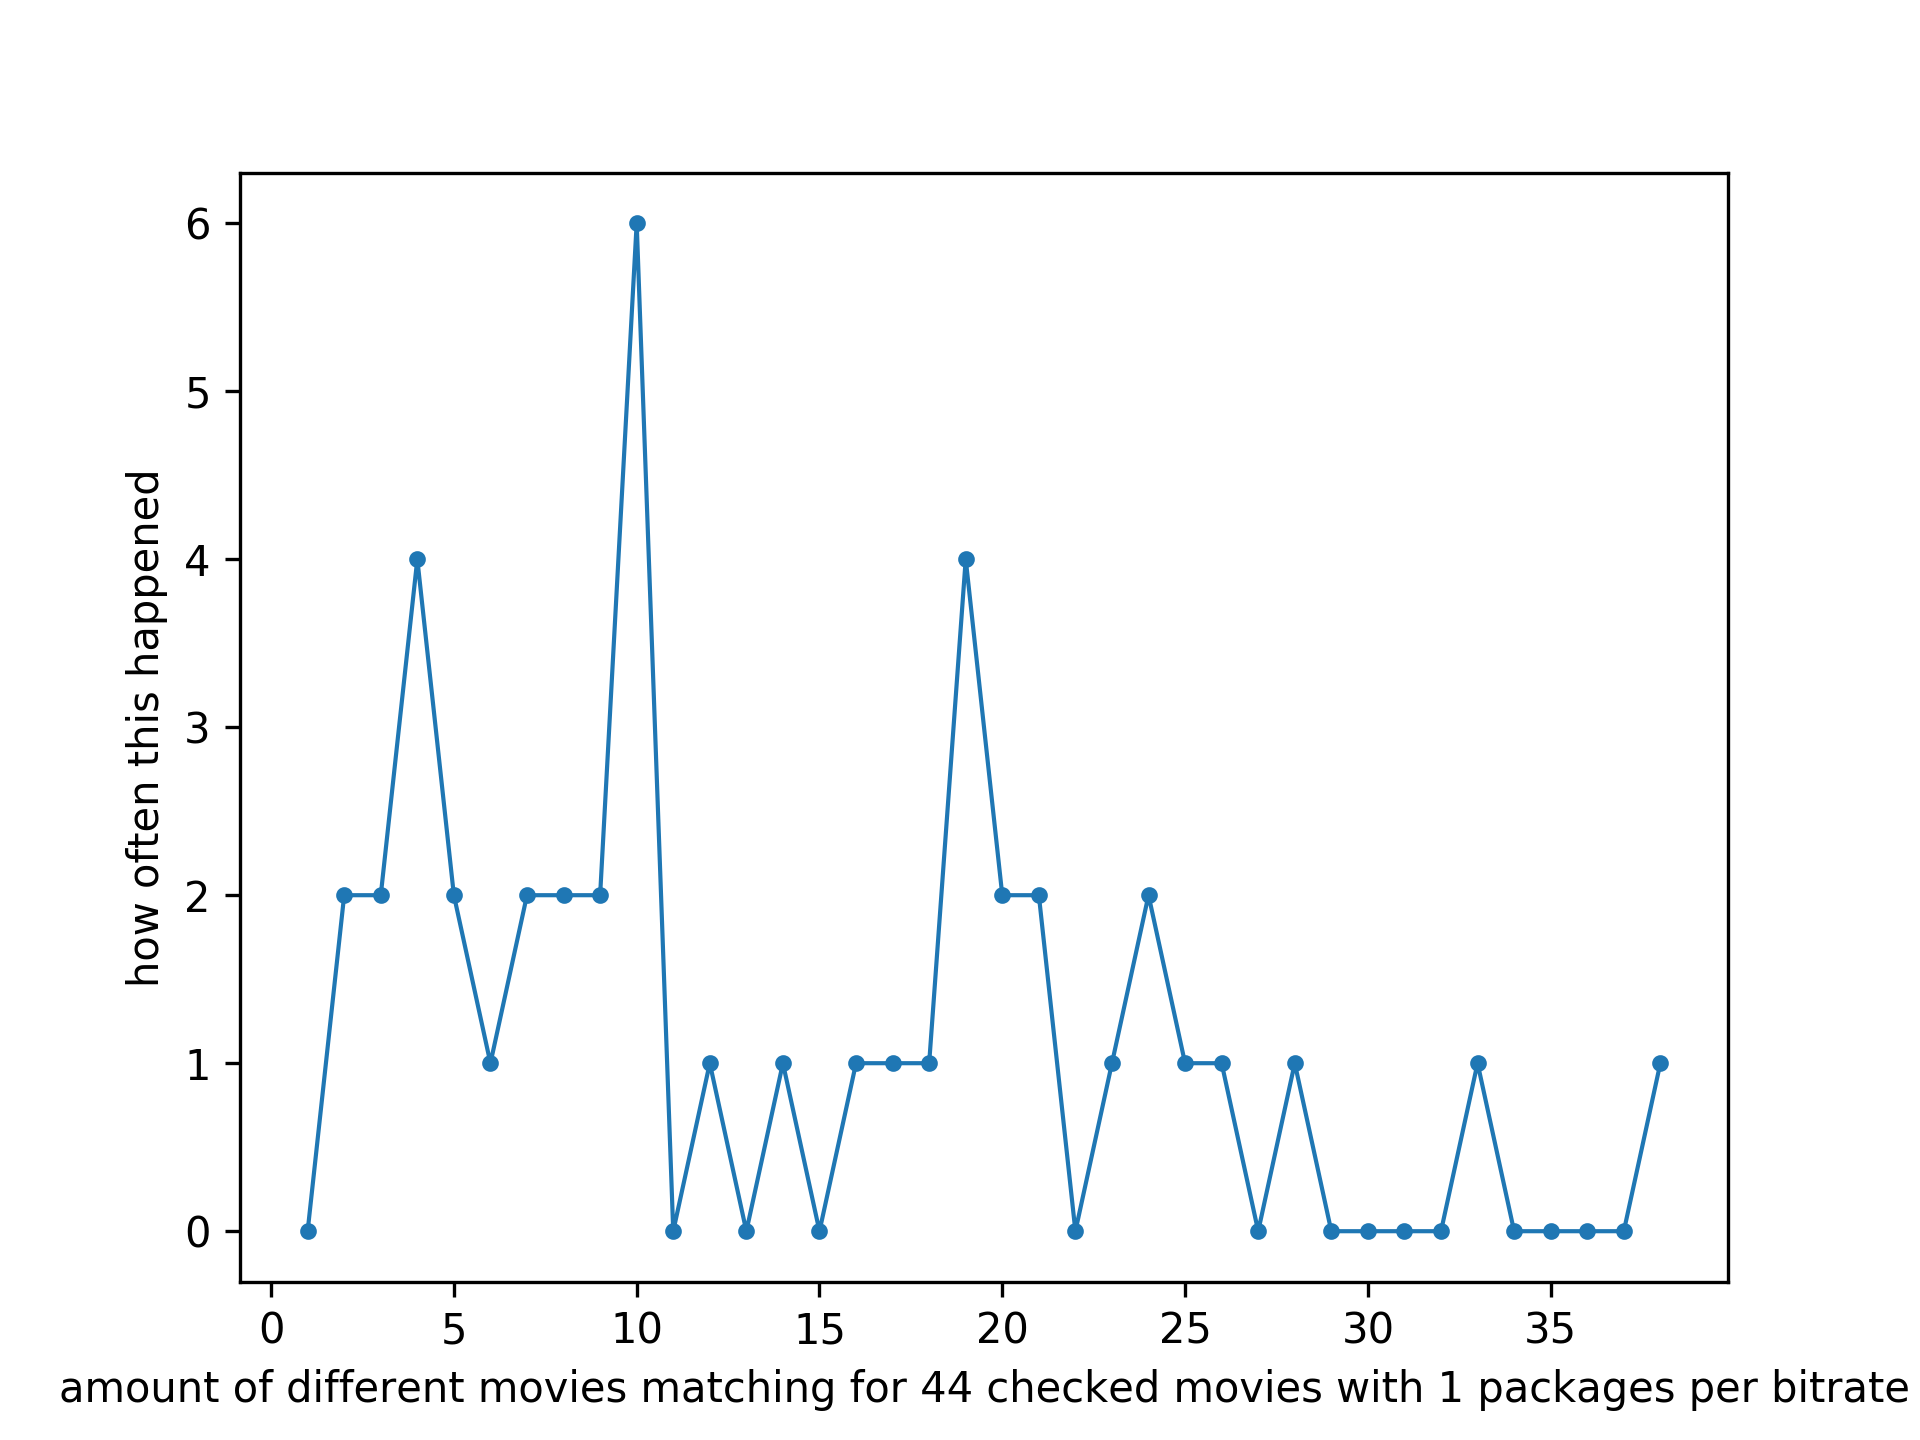 6
5
4
3
2
1
0
how often this happened
0 5 10 15 20 25 30 35
amount of different movies matching for 44 checked movies with 1 packages per bitrate